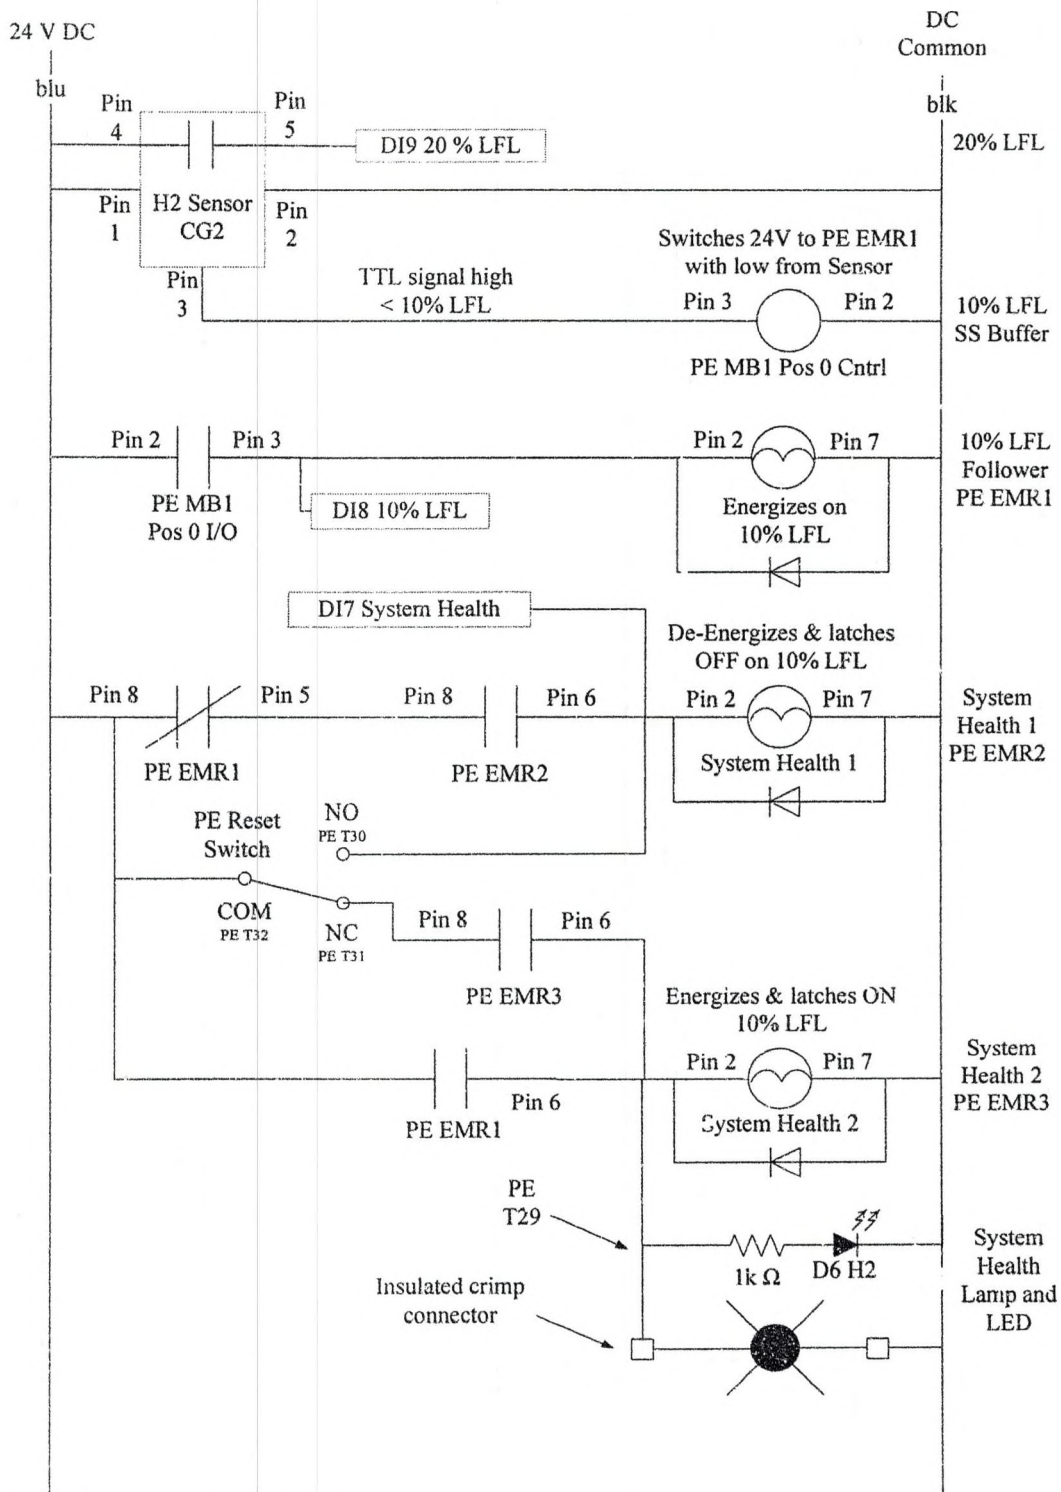 24 V DC
DC
Common
blu
blk
Pin
4
Pin
5
DI9 20 % LFL
20% LFL
Pin
1
H2 Sensor
CG2
Pin
2
Pin
3
TTL signal high
< 10% LFL
Switches 24V to PE EMR1
with low from Sensor
Pin 3
Pin 2
10% LFL
SS Buffer
PE MB1 Pos 0 Cntrl
Pin 2
Pin 3
Pin 2
Pin 7
10% LFL
Follower
PE EMR1
PE MB1
Pos 0 I/O
DI8 10% LFL
Energizes on
10% LFL
DI7 System Health
De-Energizes & latches
OFF on 10% LFL
Pin 8
Pin 5
Pin 8
Pin 6
Pin 2
Pin 7
System
Health 1
PE EMR2
PE EMR1
PE EMR2
System Health 1
PE Reset
Switch
NO
PE T30
COM
PE T32
NC
PE T31
Pin 8
Pin 6
PE EMR3
Energizes & latches ON
10% LFL
Pin 2
Pin 7
System
Health 2
PE EMR3
Pin 6
PE EMR1
System Health 2
PE
T29
1k Ω
D6 H2
System
Health
Lamp and
LED
Insulated crimp
connector